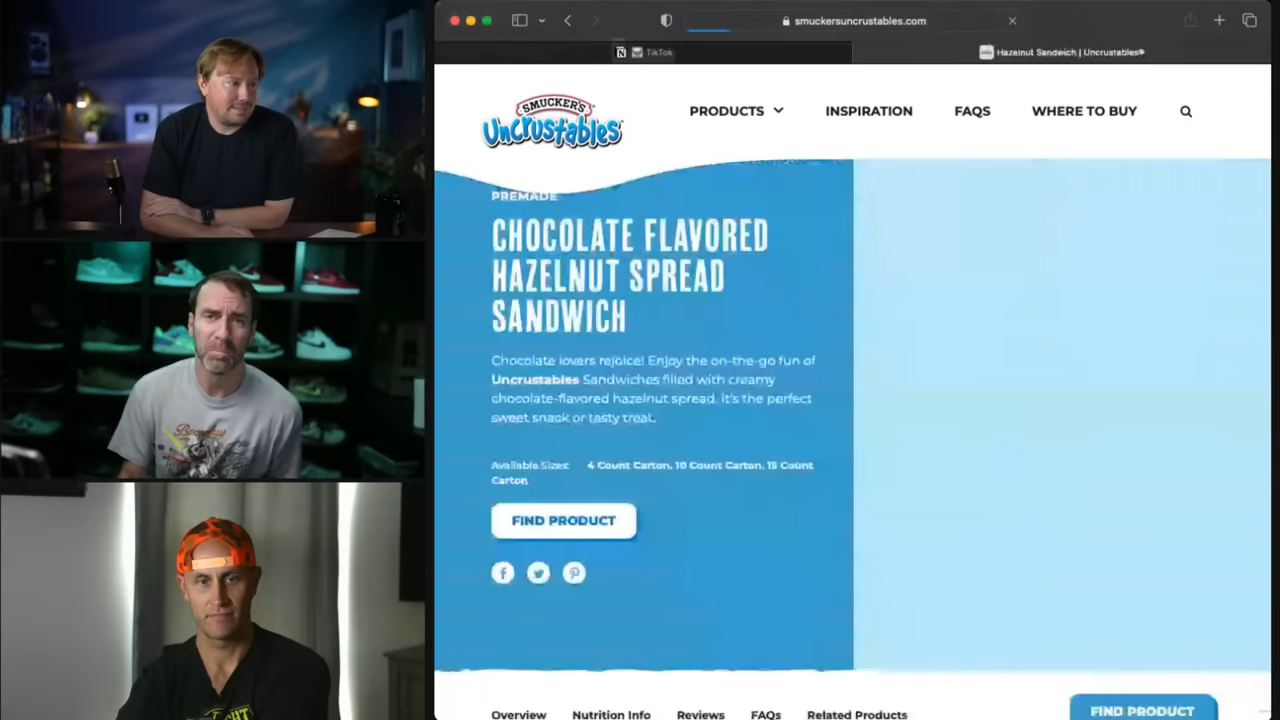 smuckersuncrustables.com
TikTok
Hazelnut Sandwich | Uncrustables®
SMUCKER'S
Uncrustables
PRODUCTS
INSPIRATION
FAQS
WHERE TO BUY
PREMADE
CHOCOLATE FLAVORED
HAZELNUT SPREAD
SANDWICH
Chocolate lovers rejoice! Enjoy the on-the-go fun of
Uncrustables Sandwiches filled with creamy
chocolate-flavored hazelnut spread. It's the perfect
sweet snack or tasty treat.
Available Sizes: 4 Count Carton, 10 Count Carton, 15 Count
Carton
FIND PRODUCT
Overview
Nutrition Info
Reviews
FAQs
Related Products
FIND PRODUCT